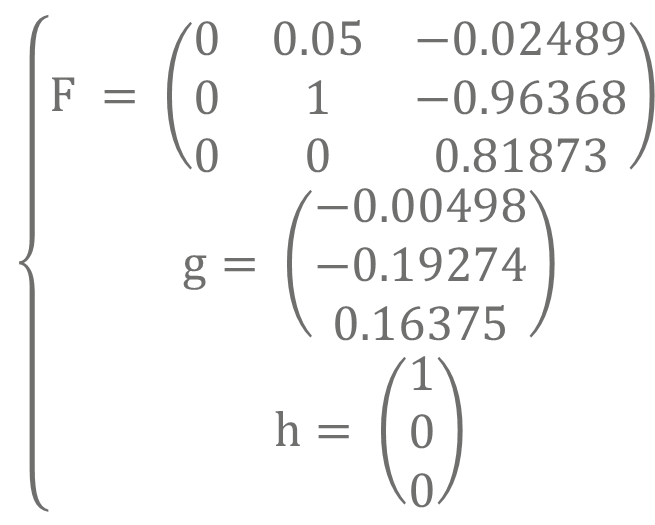 0 0.05 −0.02489
F = 0 1 −0.96368
0 0 0.81873
−0.00498
g = −0.19274
0.16375
1
h = 0
0